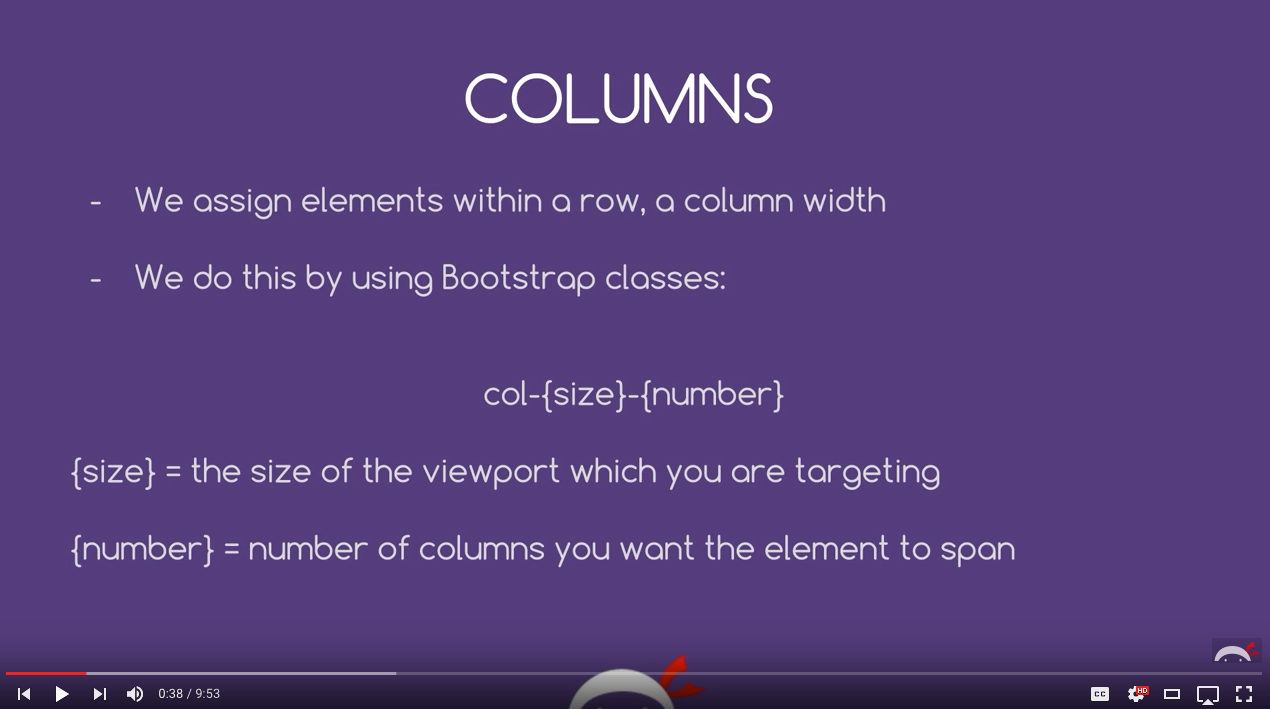 COLUMNS
- We assign elements within a row, a column width
- We do this by using Bootstrap classes:
col-{size}-{number}
{size} = the size of the viewport which you are targeting
{number} = number of columns you want the element to span
0:38 / 9:53
CC
HD